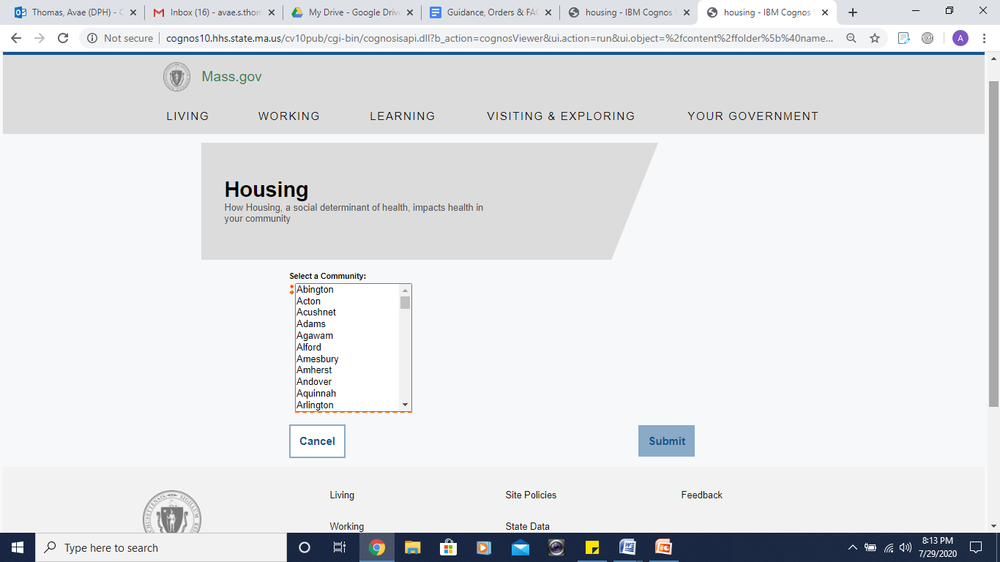 Thomas, Avae (DPH) - O
Inbox (16) - avae.s.thom
My Drive - Google Drive
Guidance, Orders & FAQ
housing - IBM Cognos V
housing - IBM Cognos V
Not secure
cognos10.hhs.state.ma.us/cv10pub/cgi-bin/cognosisapi.dll?b_action=cognosViewer&ui.action=run&ui.object=%2fcontent%2ffolder%5b%40name...
A
Mass.gov
LIVING
WORKING
LEARNING
VISITING & EXPLORING
YOUR GOVERNMENT
Housing
How Housing, a social determinant of health, impacts health in
your community
Select a Community:
Abington
Acton
Acushnet
Adams
Agawam
Alford
Amesbury
Amherst
Andover
Aquinnah
Arlington
Cancel
Submit
Living
Site Policies
Feedback
Working
State Data
Type here to search
8:13 PM
7/29/2020